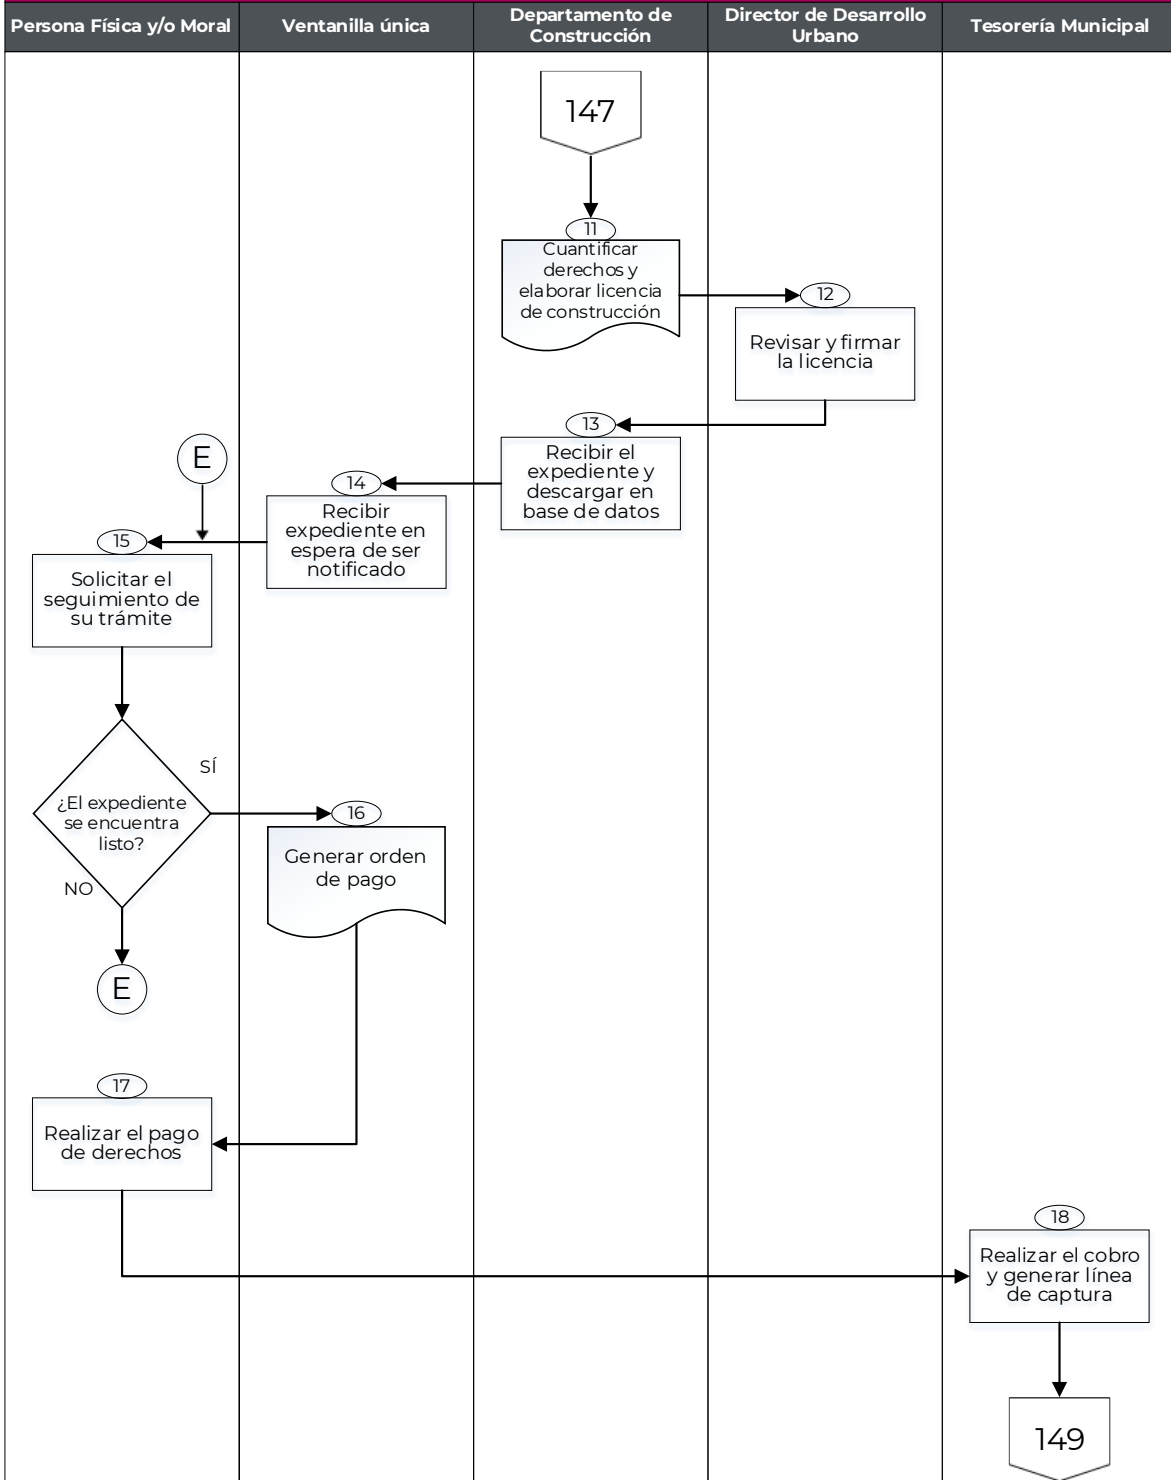 Persona Física y/o Moral
Ventanilla única
Departamento de
Construcción
Director de Desarrollo
Urbano
Tesorería Municipal
147
11
Cuantificar
derechos y
elaborar licencia
de construcción
12
Revisar y firmar
la licencia
13
Recibir el
expediente y
descargar en
base de datos
E
14
Recibir
expediente en
espera de ser
notificado
15
Solicitar el
seguimiento de
su trámite
SÍ
¿El expediente
se encuentra
listo?
NO
16
Generar orden
de pago
E
17
Realizar el pago
de derechos
18
Realizar el cobro
y generar línea
de captura
149